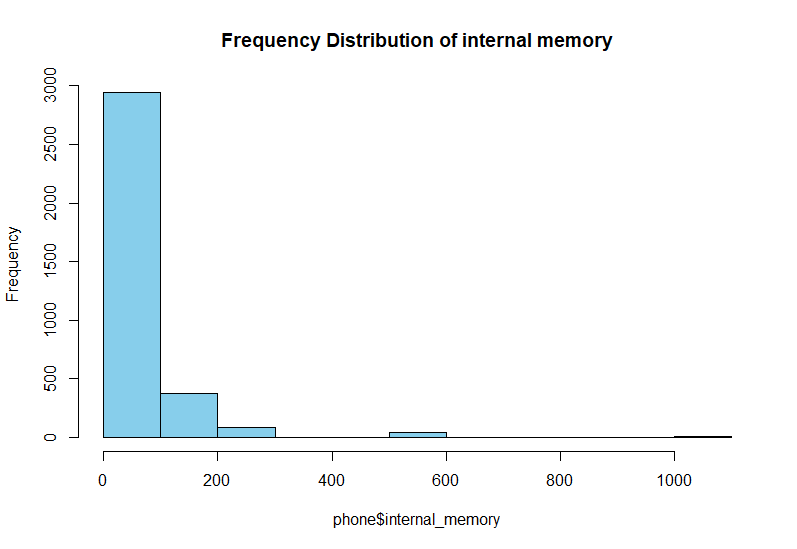 Frequency Distribution of internal memory
3000
2500
2000
1500
1000
500
0
Frequency
0 200 400 600 800 1000
phone$internal_memory